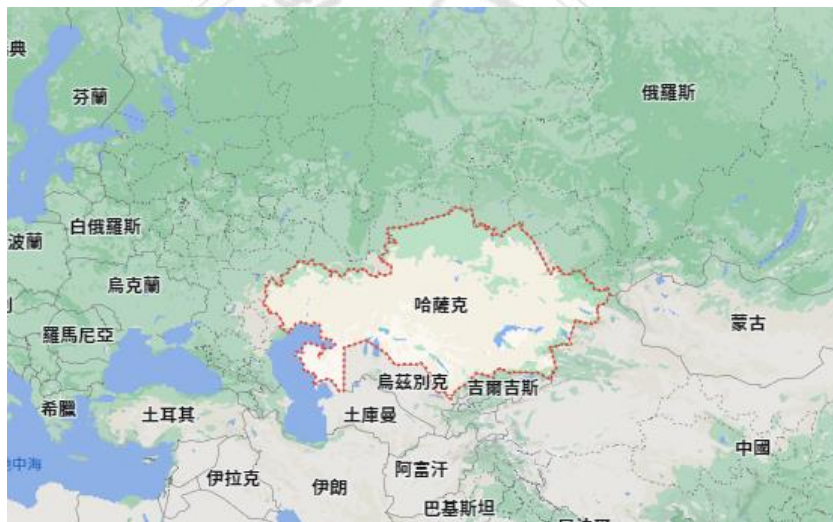 典
芬蘭
俄羅斯
白俄羅斯
波蘭
烏克蘭
哈薩克
蒙古
羅馬尼亞
烏茲別克
吉爾吉斯
希臘
土耳其
土庫曼
中國
中海
伊拉克
伊朗
阿富汗
巴基斯坦